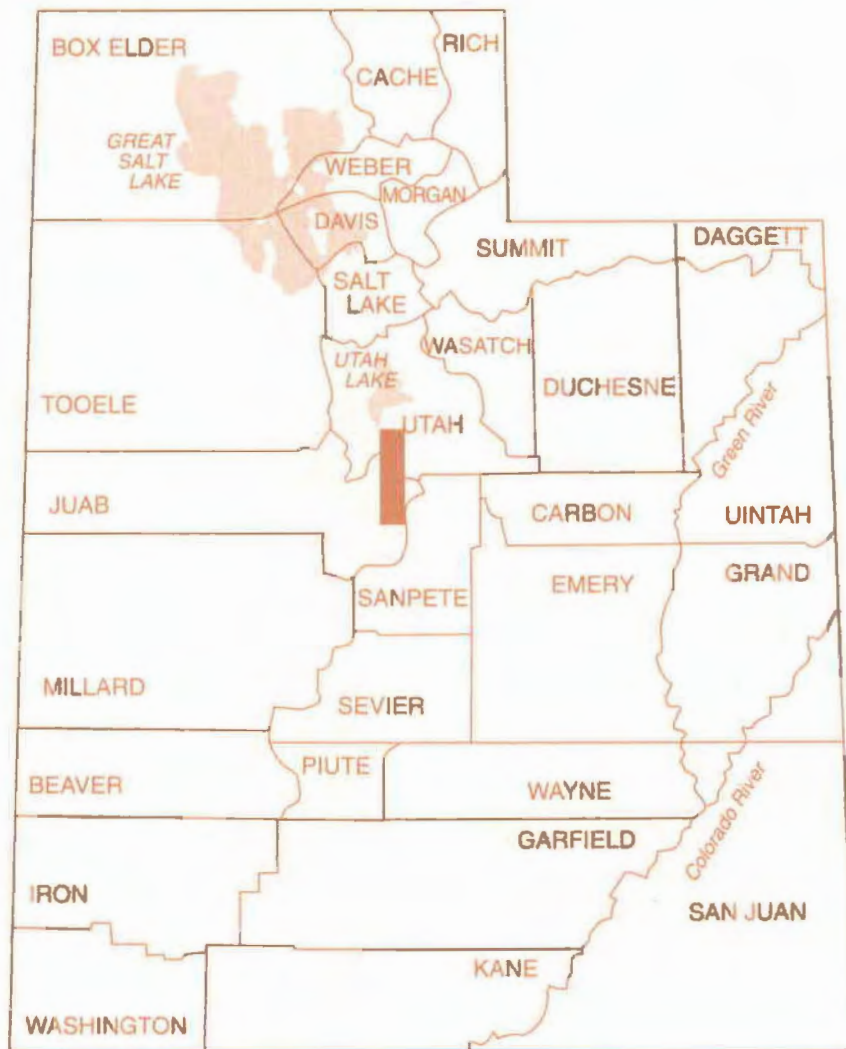 BOX ELDER
RICH
CACHE
GREAT
SALT
LAKE
WEBER
MORGAN
DAVIS
SUMMIT
DAGGETT
SALT
LAKE
WASATCH
UTAH
LAKE
DUCHESNE
TOOELE
UTAH
Green River
JUAB
CARBON
UINTAH
EMERY
GRAND
SANPETE
MILLARD
SEVIER
PIUTE
BEAVER
WAYNE
Colorado River
GARFIELD
IRON
SAN JUAN
KANE
WASHINGTON